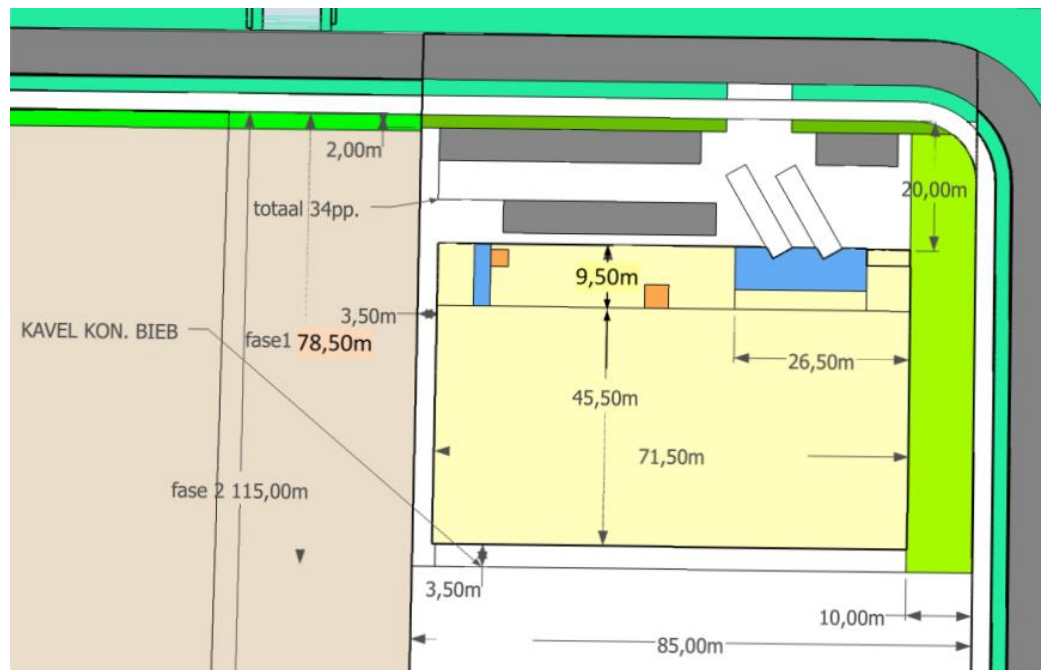 2,00m
20,00m
totaal 34pp.
9,50m
3,50m
KAVEL KON. BIEB
fase1 78,50m
26,50m
45,50m
71,50m
fase 2 115,00m
3,50m
10,00m
85,00m